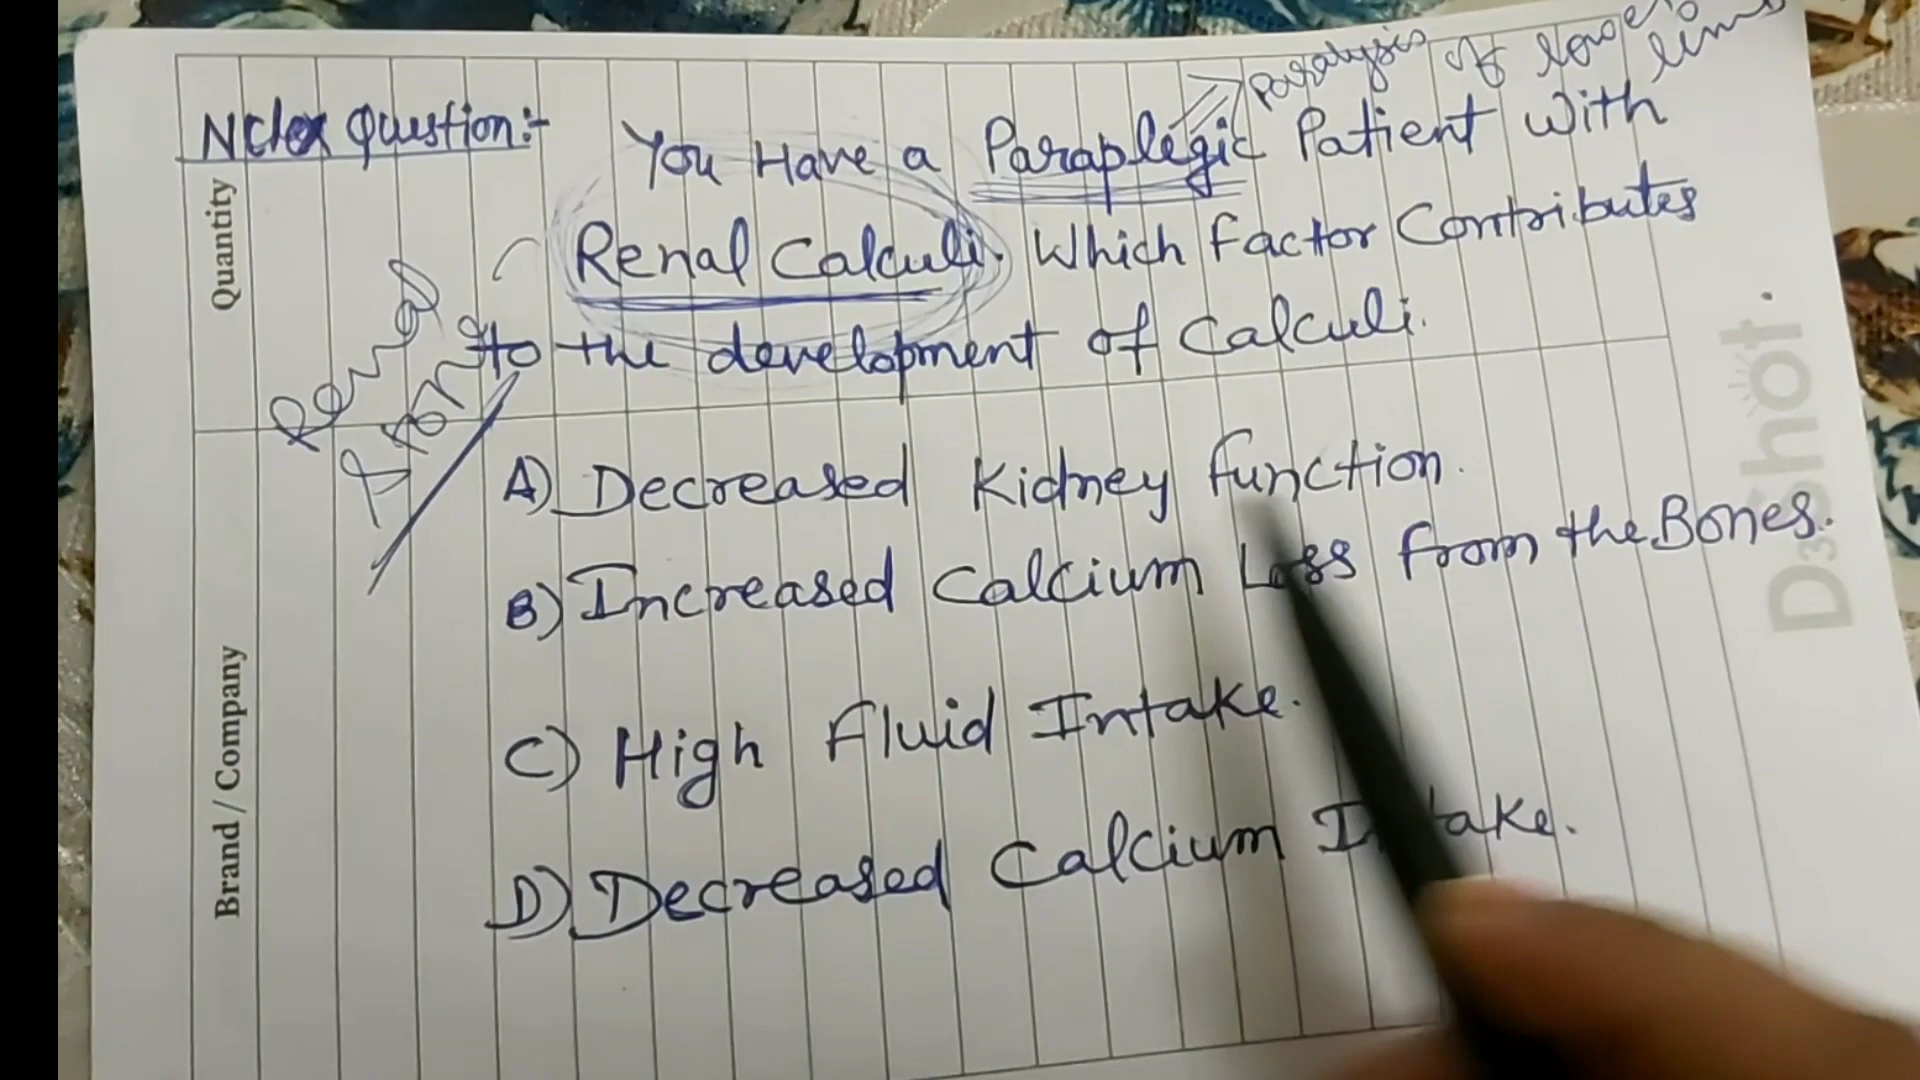 paralysis of lower limb
Nclex Question:- You Have a Paraplegic Patient With
Renal Calculi. Which Factor Contributes
to the development of Calculi.
Renal
A) Decreased Kidney Function.
B) Increased Calcium Loss from the Bones.
C) High Fluid Intake.
D) Decreased Calcium Intake.
Quantity
Brand / Company